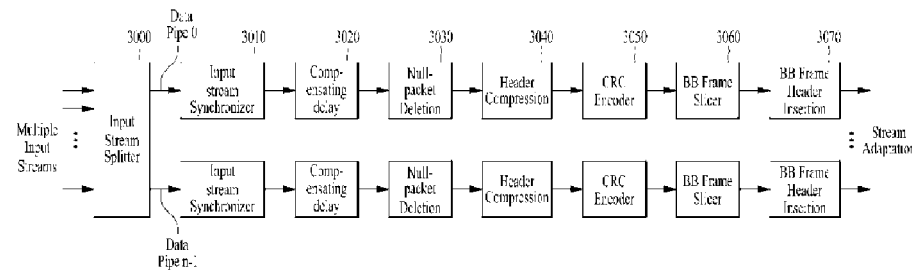 Data
Pipe 0
3000
3010
3020
3030
3040
3050
3060
3070
Multiple
Input
Streams
Input
Stream
Splitter
Input
stream
Synchronizer
Comp-
ensating
delay
Null-
packet
Deletion
Header
Compression
CRC
Encoder
BB Frame
Slicer
BB Frame
Header
Insertion
Stream
Adaptation
Input
stream
Synchronizer
Comp-
ensating
delay
Null-
packet
Deletion
Header
Compression
CRC
Encoder
BB Frame
Slicer
BB Frame
Header
Insertion
Data
Pipe n-1